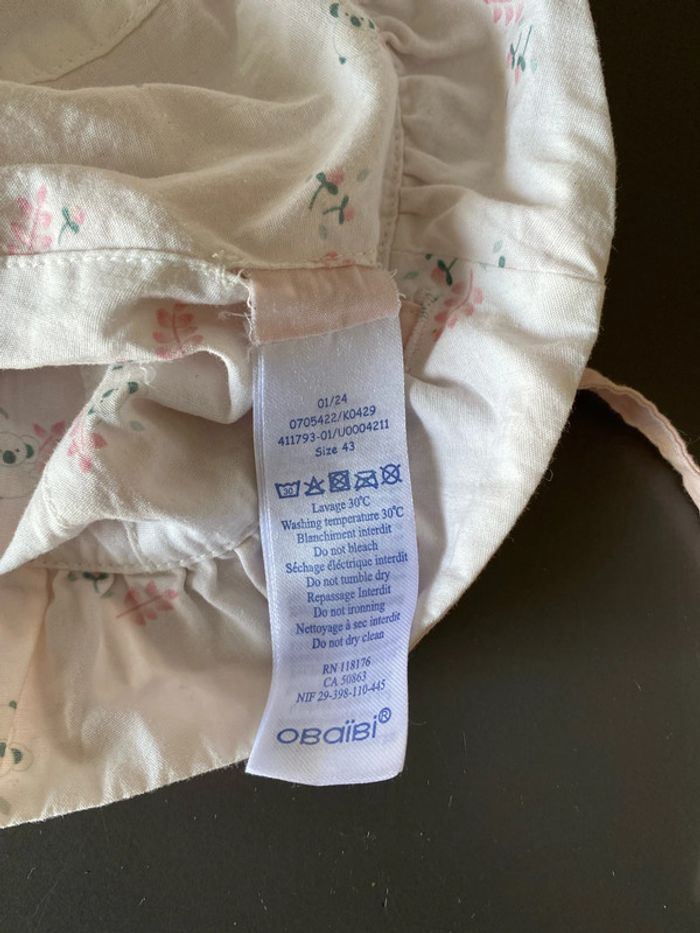 01/24
0705422/K0429
411793-01/U0004211
Size 43
30
Lavage 30°C
Washing temperature 30°C
Blanchiment interdit
Do not bleach
Séchage électrique interdit
Do not tumble dry
Repassage Interdit
Do not ironning
Nettoyage à sec interdit
Do not dry clean
RN 118176
CA 50863
NIF 29-398-110-445
OBaïBi®